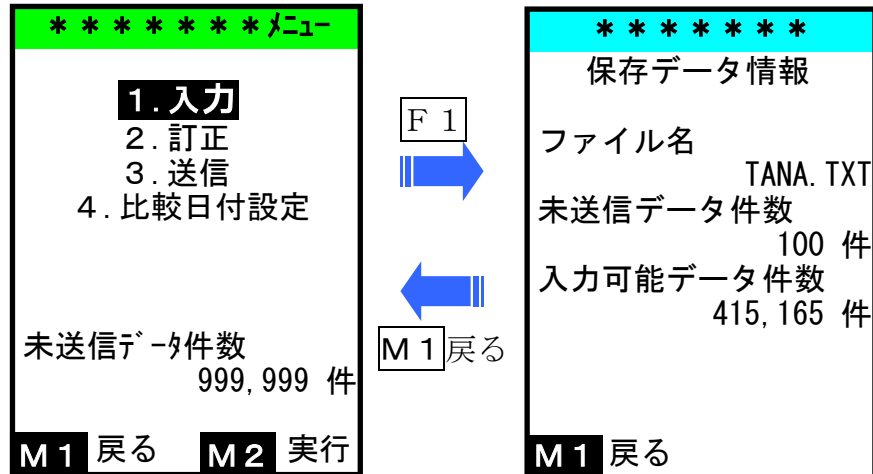 ＊＊＊＊＊＊＊ﾒﾆｭｰ
１.入力
２.訂正
３.送信
４.比較日付設定
未送信ﾃﾞｰﾀ件数
999,999 件
Ｍ１ 戻る Ｍ２ 実行
Ｆ１
Ｍ１戻る
＊＊＊＊＊＊＊
保存データ情報
ファイル名
TANA.TXT
未送信データ件数
100 件
入力可能データ件数
415,165 件
Ｍ１ 戻る